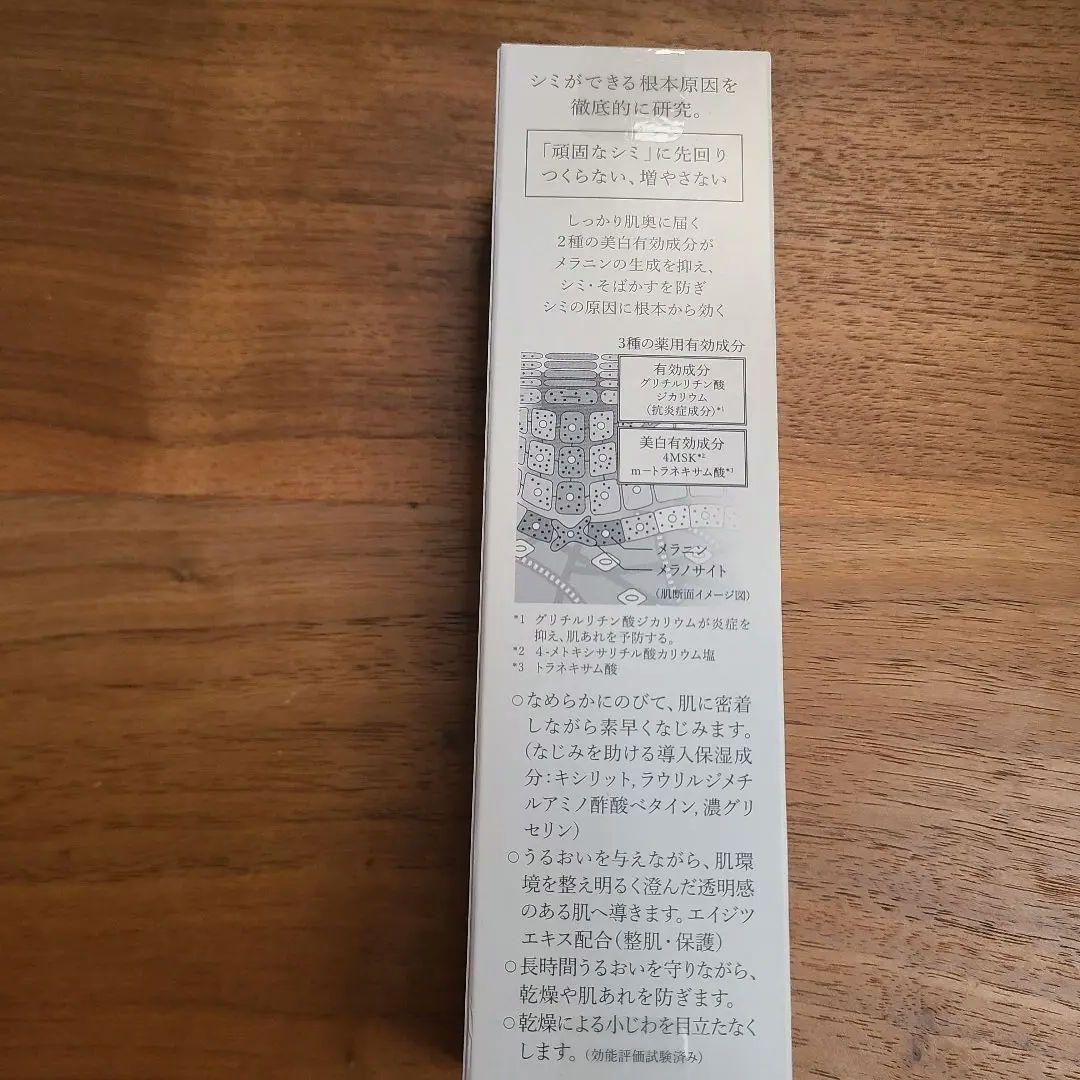 シミができる根本原因を
徹底的に研究。
「頑固なシミ」に先回り
つくらない、増やさない
しっかり肌奥に届く
2種の美白有効成分が
メラニンの生成を抑え、
シミ・そばかすを防ぎ
シミの原因に根本から効く
3種の薬用有効成分
有効成分
グリチルリチン酸
ジカリウム
(抗炎症成分)*1
美白有効成分
4MSK*2
m-トラネキサム酸*3
メラニン
メラノサイト
(肌断面イメージ図)
*1 グリチルリチン酸ジカリウムが炎症を
抑え、肌あれを予防する。
*2 4-メトキシサリチル酸カリウム塩
*3 トラネキサム酸
○なめらかにのびて、肌に密着
しながら素早くなじみます。
(なじみを助ける導入保湿成
分:キシリット,ラウリルジメチ
ルアミノ酢酸ベタイン,濃グリ
セリン)
○うるおいを与えながら、肌環
境を整え明るく澄んだ透明感
のある肌へ導きます。エイジツ
エキス配合(整肌・保護)
○長時間うるおいを守りながら、
乾燥や肌あれを防ぎます。
○乾燥による小じわを目立たなく
します。(効能評価試験済み)